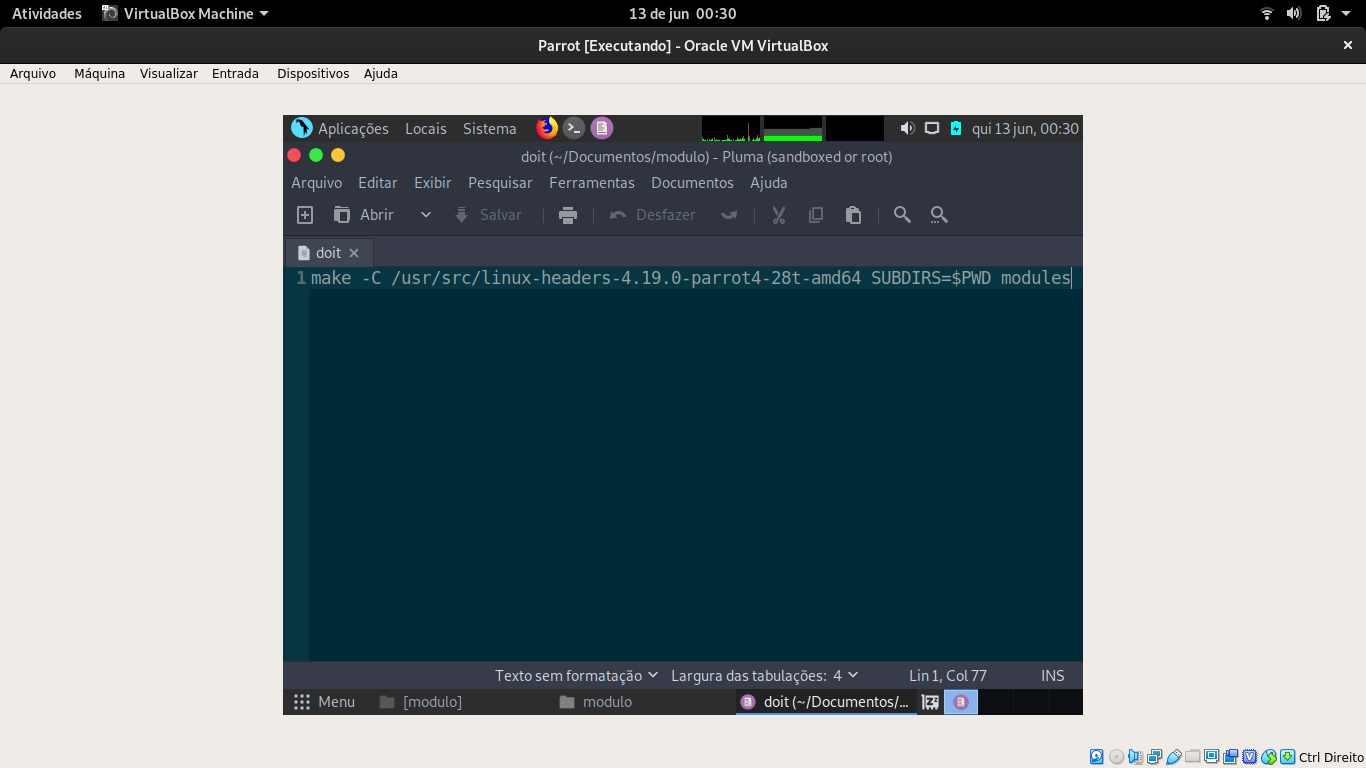 Atividades VirtualBox Machine 13 de jun 00:30
Parrot [Executando] - Oracle VM VirtualBox
Arquivo Máquina Visualizar Entrada Dispositivos Ajuda
Aplicações Locais Sistema qui 13 jun, 00:30
doit (~/Documentos/modulo) - Pluma (sandboxed or root)
Arquivo Editar Exibir Pesquisar Ferramentas Documentos Ajuda
Abrir Salvar Desfazer
doit
1 make -C /usr/src/linux-headers-4.19.0-parrot4-28t-amd64 SUBDIRS=$PWD modules
Texto sem formatação Largura das tabulações: 4 Lin 1, Col 77 INS
Menu [modulo] modulo doit (~/Documentos/...
Ctrl Direito